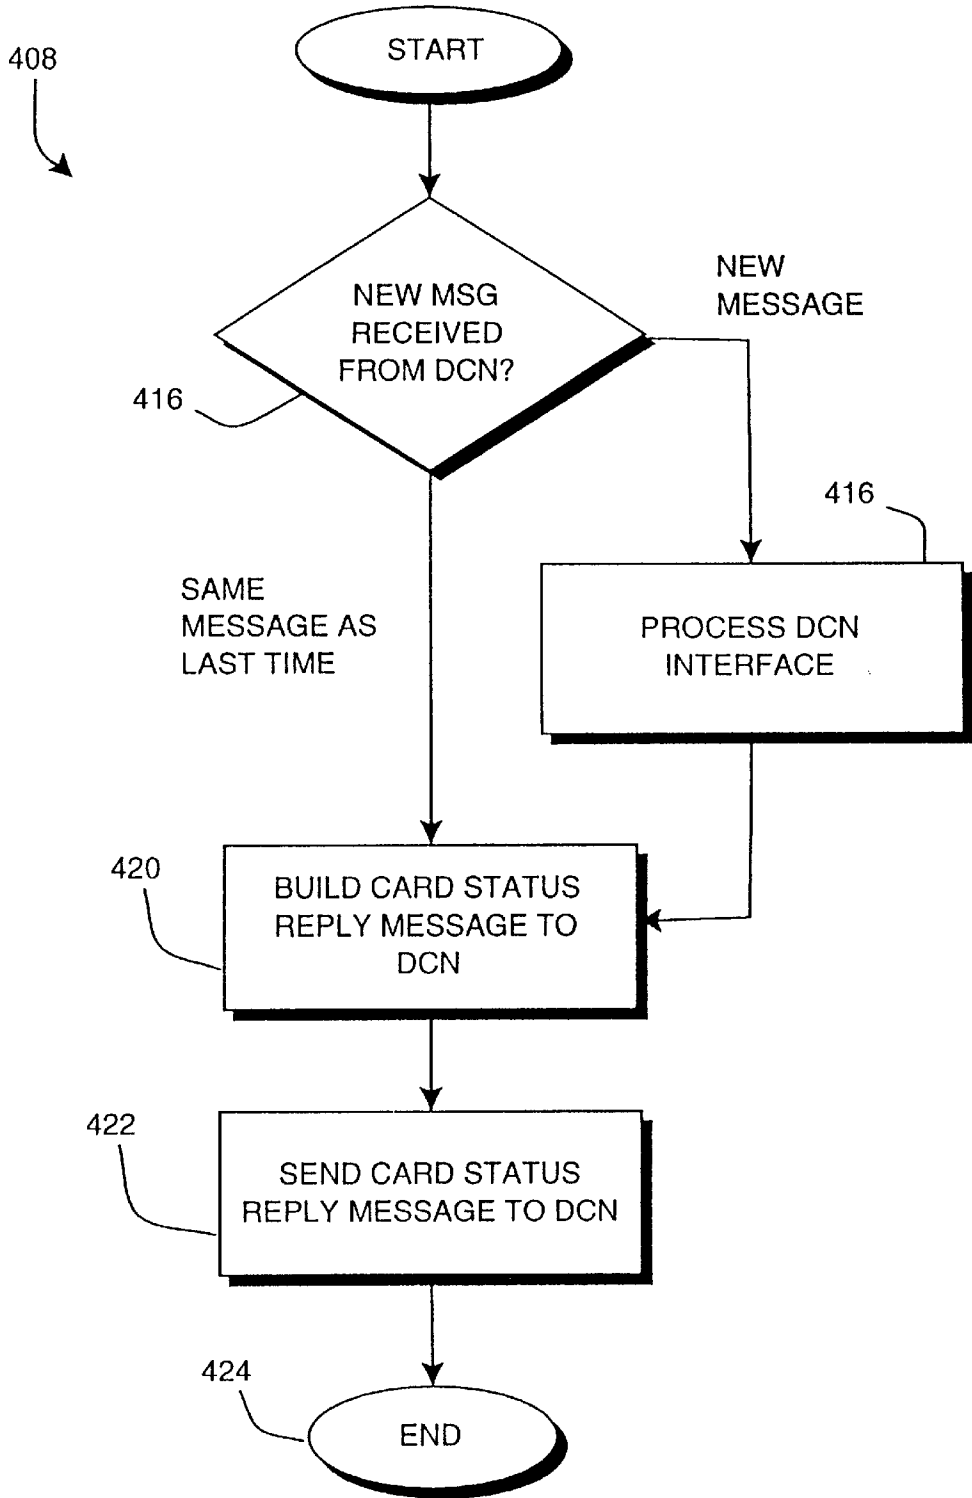 START
408
NEW MSG
RECEIVED
FROM DCN?
NEW
MESSAGE
416
416
SAME
MESSAGE AS
LAST TIME
PROCESS DCN
INTERFACE
420
BUILD CARD STATUS
REPLY MESSAGE TO
DCN
422
SEND CARD STATUS
REPLY MESSAGE TO DCN
424
END